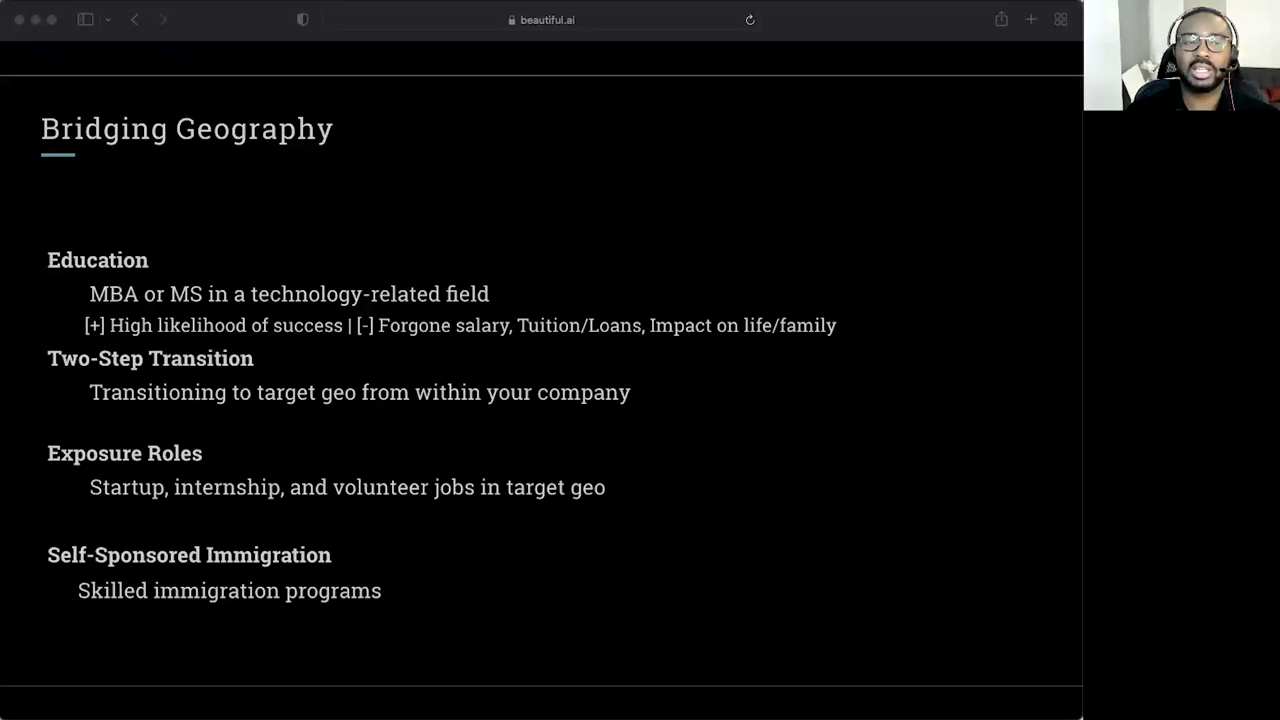 beautiful.ai
Bridging Geography
Education
MBA or MS in a technology-related field
[+] High likelihood of success | [-] Forgone salary, Tuition/Loans, Impact on life/family
Two-Step Transition
Transitioning to target geo from within your company
Exposure Roles
Startup, internship, and volunteer jobs in target geo
Self-Sponsored Immigration
Skilled immigration programs